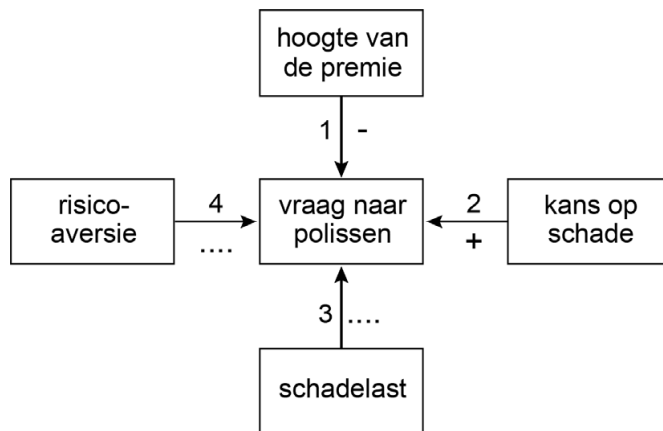 hoogte van
de premie
1 -
risico-
aversie
4
....
vraag naar
polissen
2
+
kans op
schade
3 ....
schadelast